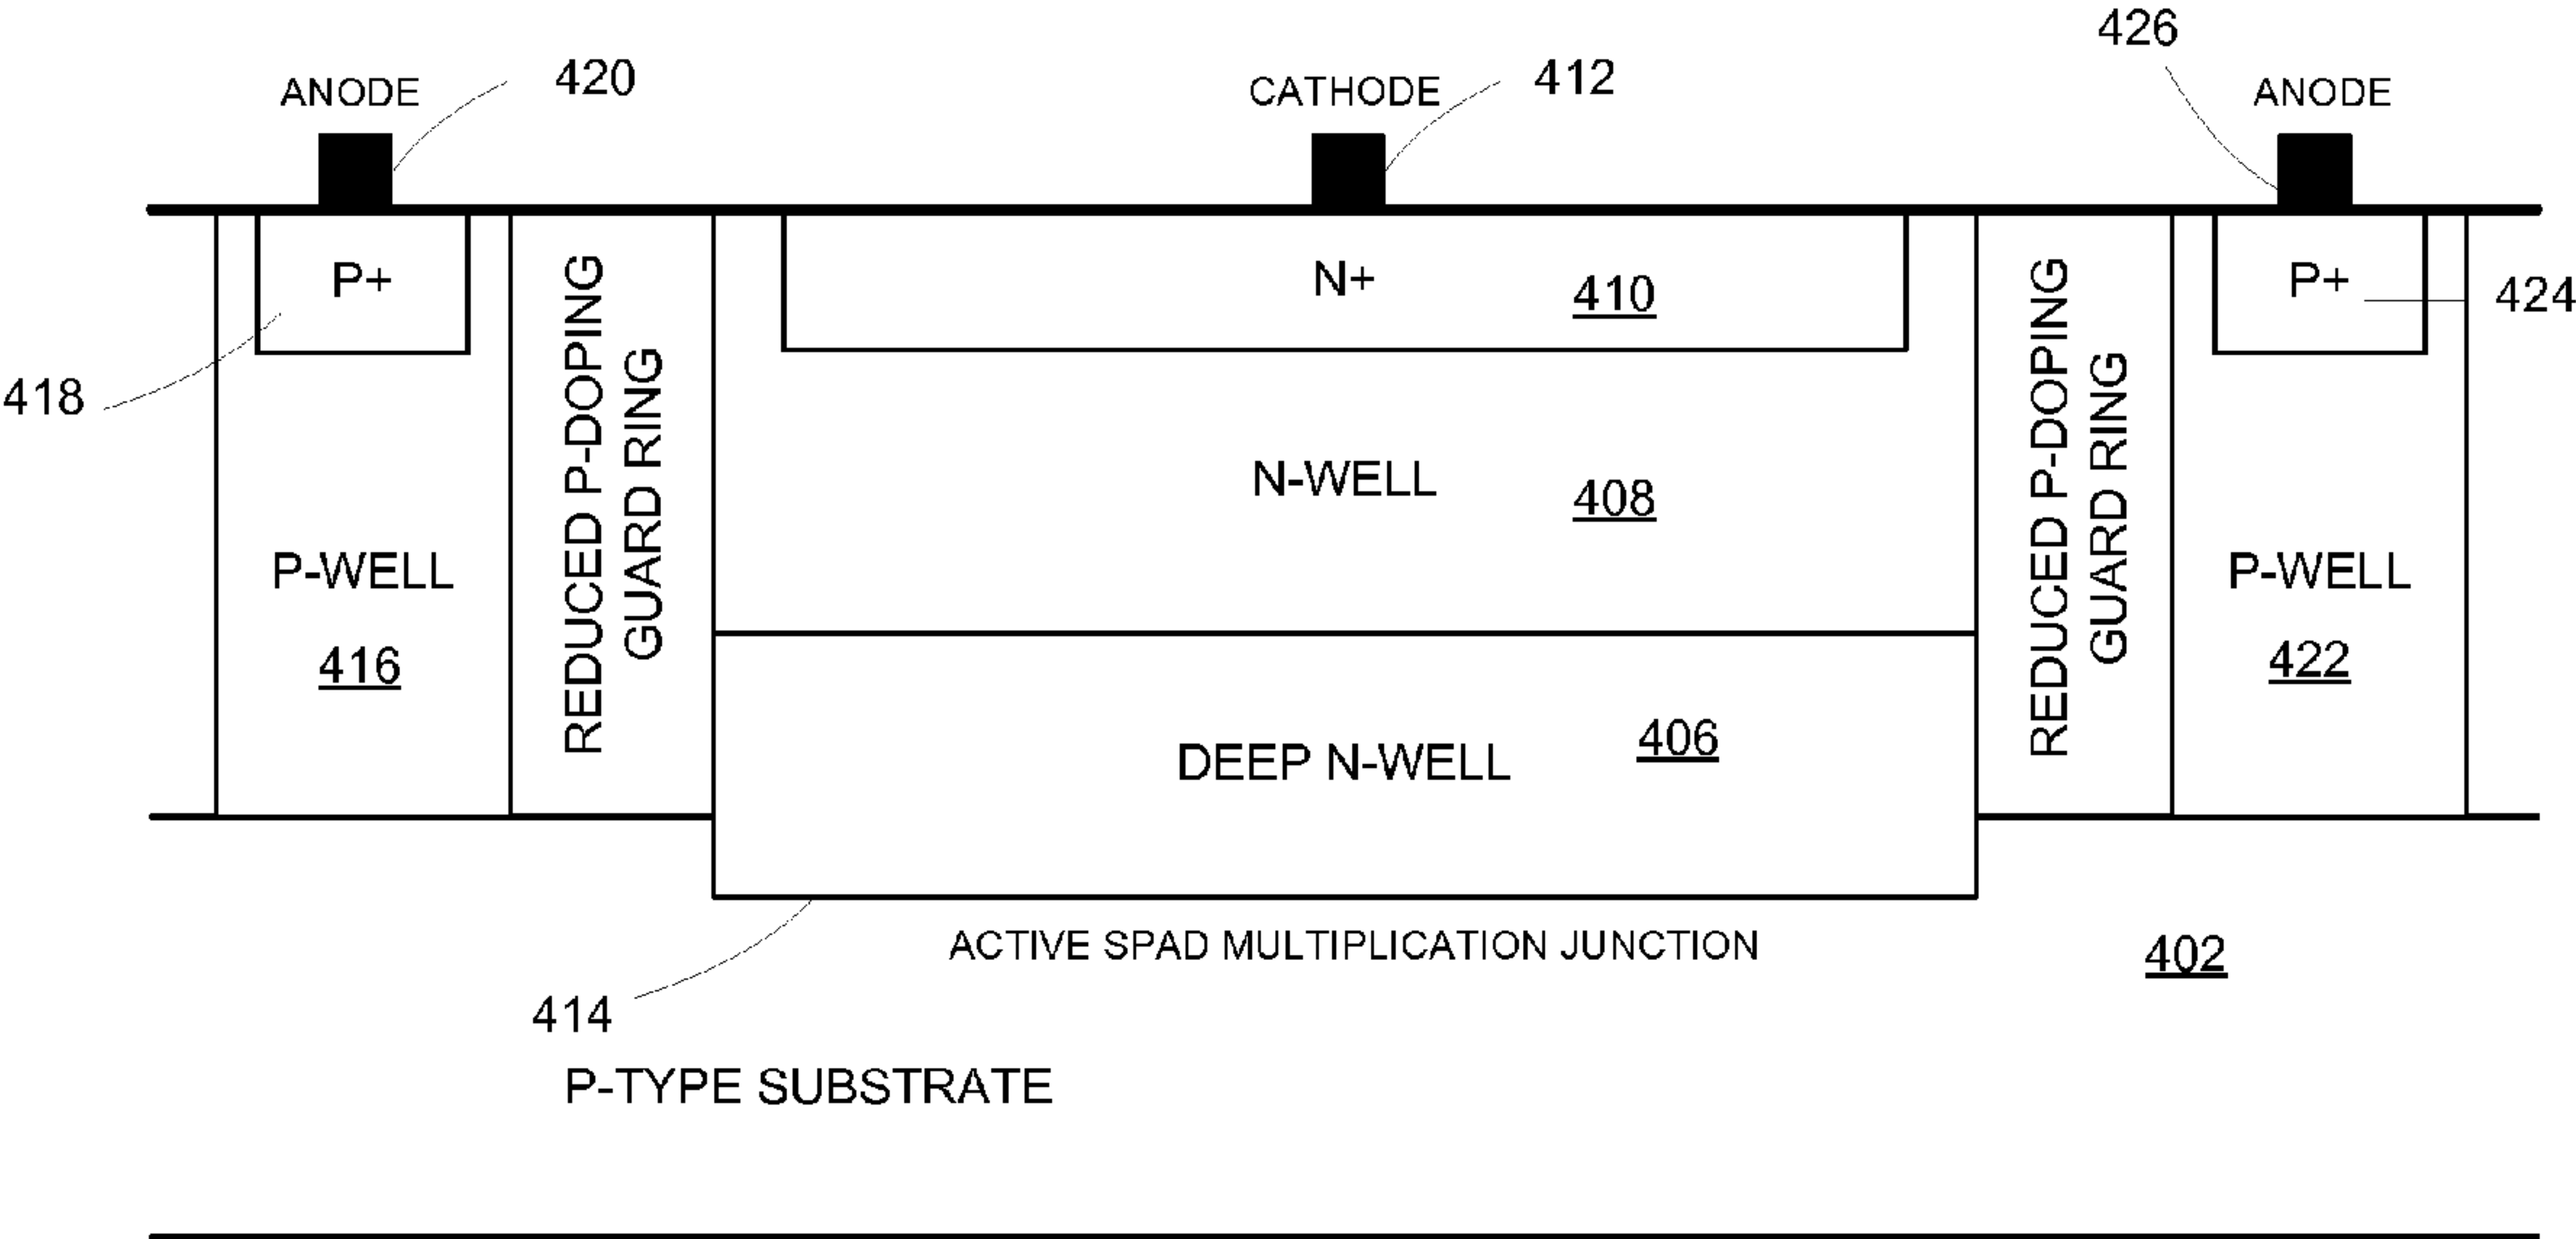 426
ANODE
420
CATHODE
412
ANODE
P+
N+
410
P+
424
418
REDUCED P-DOPING
GUARD RING
N-WELL
408
REDUCED P-DOPING
GUARD RING
P-WELL
416
P-WELL
422
DEEP N-WELL
406
ACTIVE SPAD MULTIPLICATION JUNCTION
402
414
P-TYPE SUBSTRATE